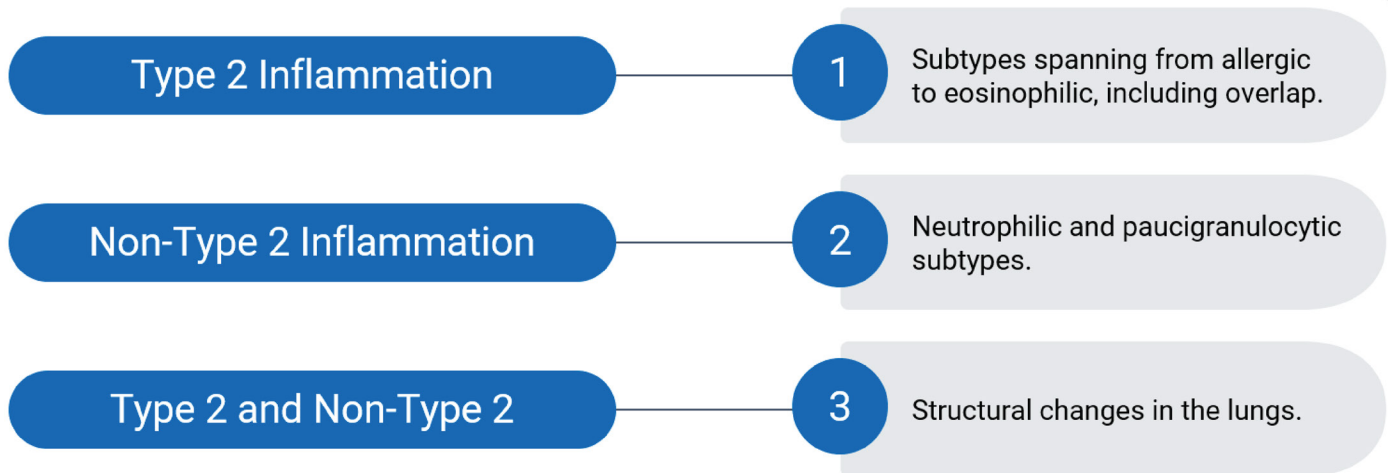 Type 2 Inflammation
1
Subtypes spanning from allergic
to eosinophilic, including overlap.
Non-Type 2 Inflammation
2
Neutrophilic and paucigranulocytic
subtypes.
Type 2 and Non-Type 2
3
Structural changes in the lungs.